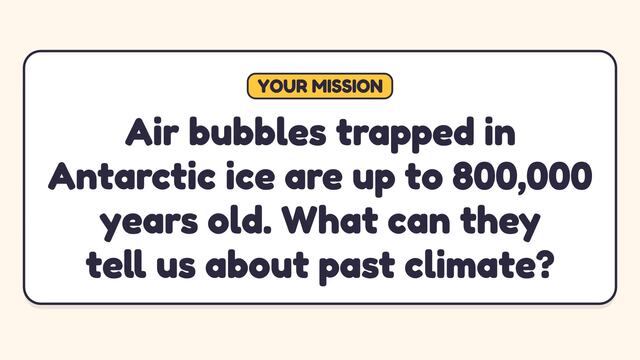 YOUR MISSION
Air bubbles trapped in
Antarctic ice are up to 800,000
years old. What can they
tell us about past climate?